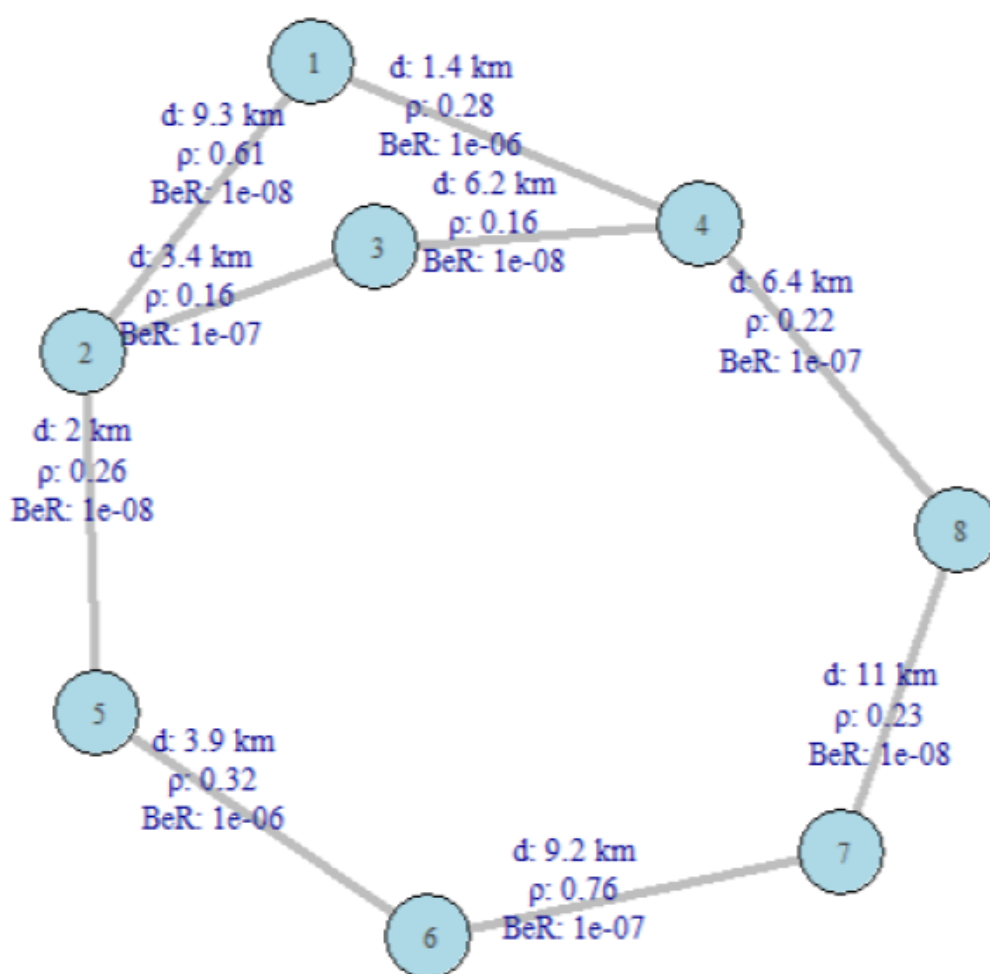 1
d: 1.4 km
ρ: 0.28
BeR: 1e-06
d: 9.3 km
ρ: 0.61
BeR: 1e-08
d: 6.2 km
ρ: 0.16
BeR: 1e-08
4
3
d: 3.4 km
ρ: 0.16
BeR: 1e-07
2
d: 6.4 km
ρ: 0.22
BeR: 1e-07
d: 2 km
ρ: 0.26
BeR: 1e-08
8
5
d: 11 km
ρ: 0.23
BeR: 1e-08
d: 3.9 km
ρ: 0.32
BeR: 1e-06
7
d: 9.2 km
ρ: 0.76
BeR: 1e-07
6